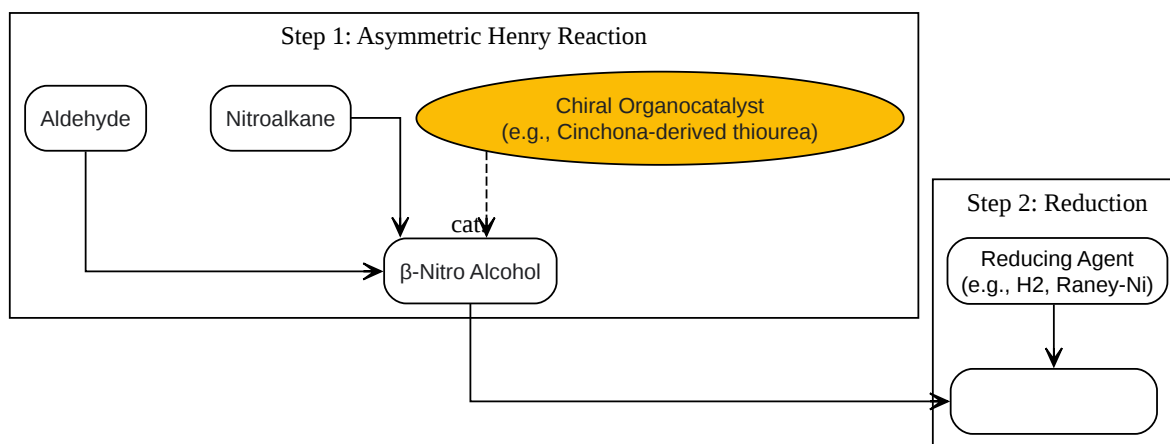 Step 1: Asymmetric Henry Reaction
Aldehyde
Nitroalkane
Chiral Organocatalyst
(e.g., Cinchona-derived thiourea)
cat.
β-Nitro Alcohol
Step 2: Reduction
Reducing Agent
(e.g., H2, Raney-Ni)